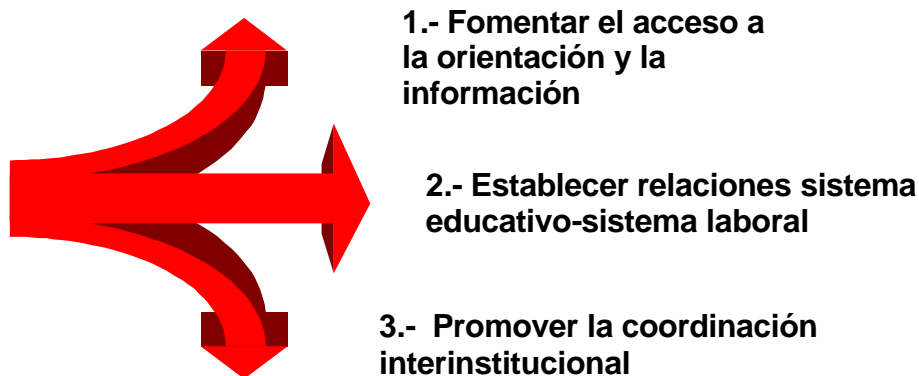 1.- Fomentar el acceso a
la orientación y la
información
2.- Establecer relaciones sistema
educativo-sistema laboral
3.- Promover la coordinación
interinstitucional